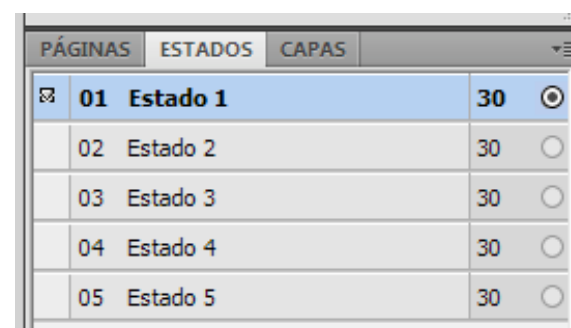 PÁGINAS ESTADOS CAPAS
01 Estado 1 30
02 Estado 2 30
03 Estado 3 30
04 Estado 4 30
05 Estado 5 30